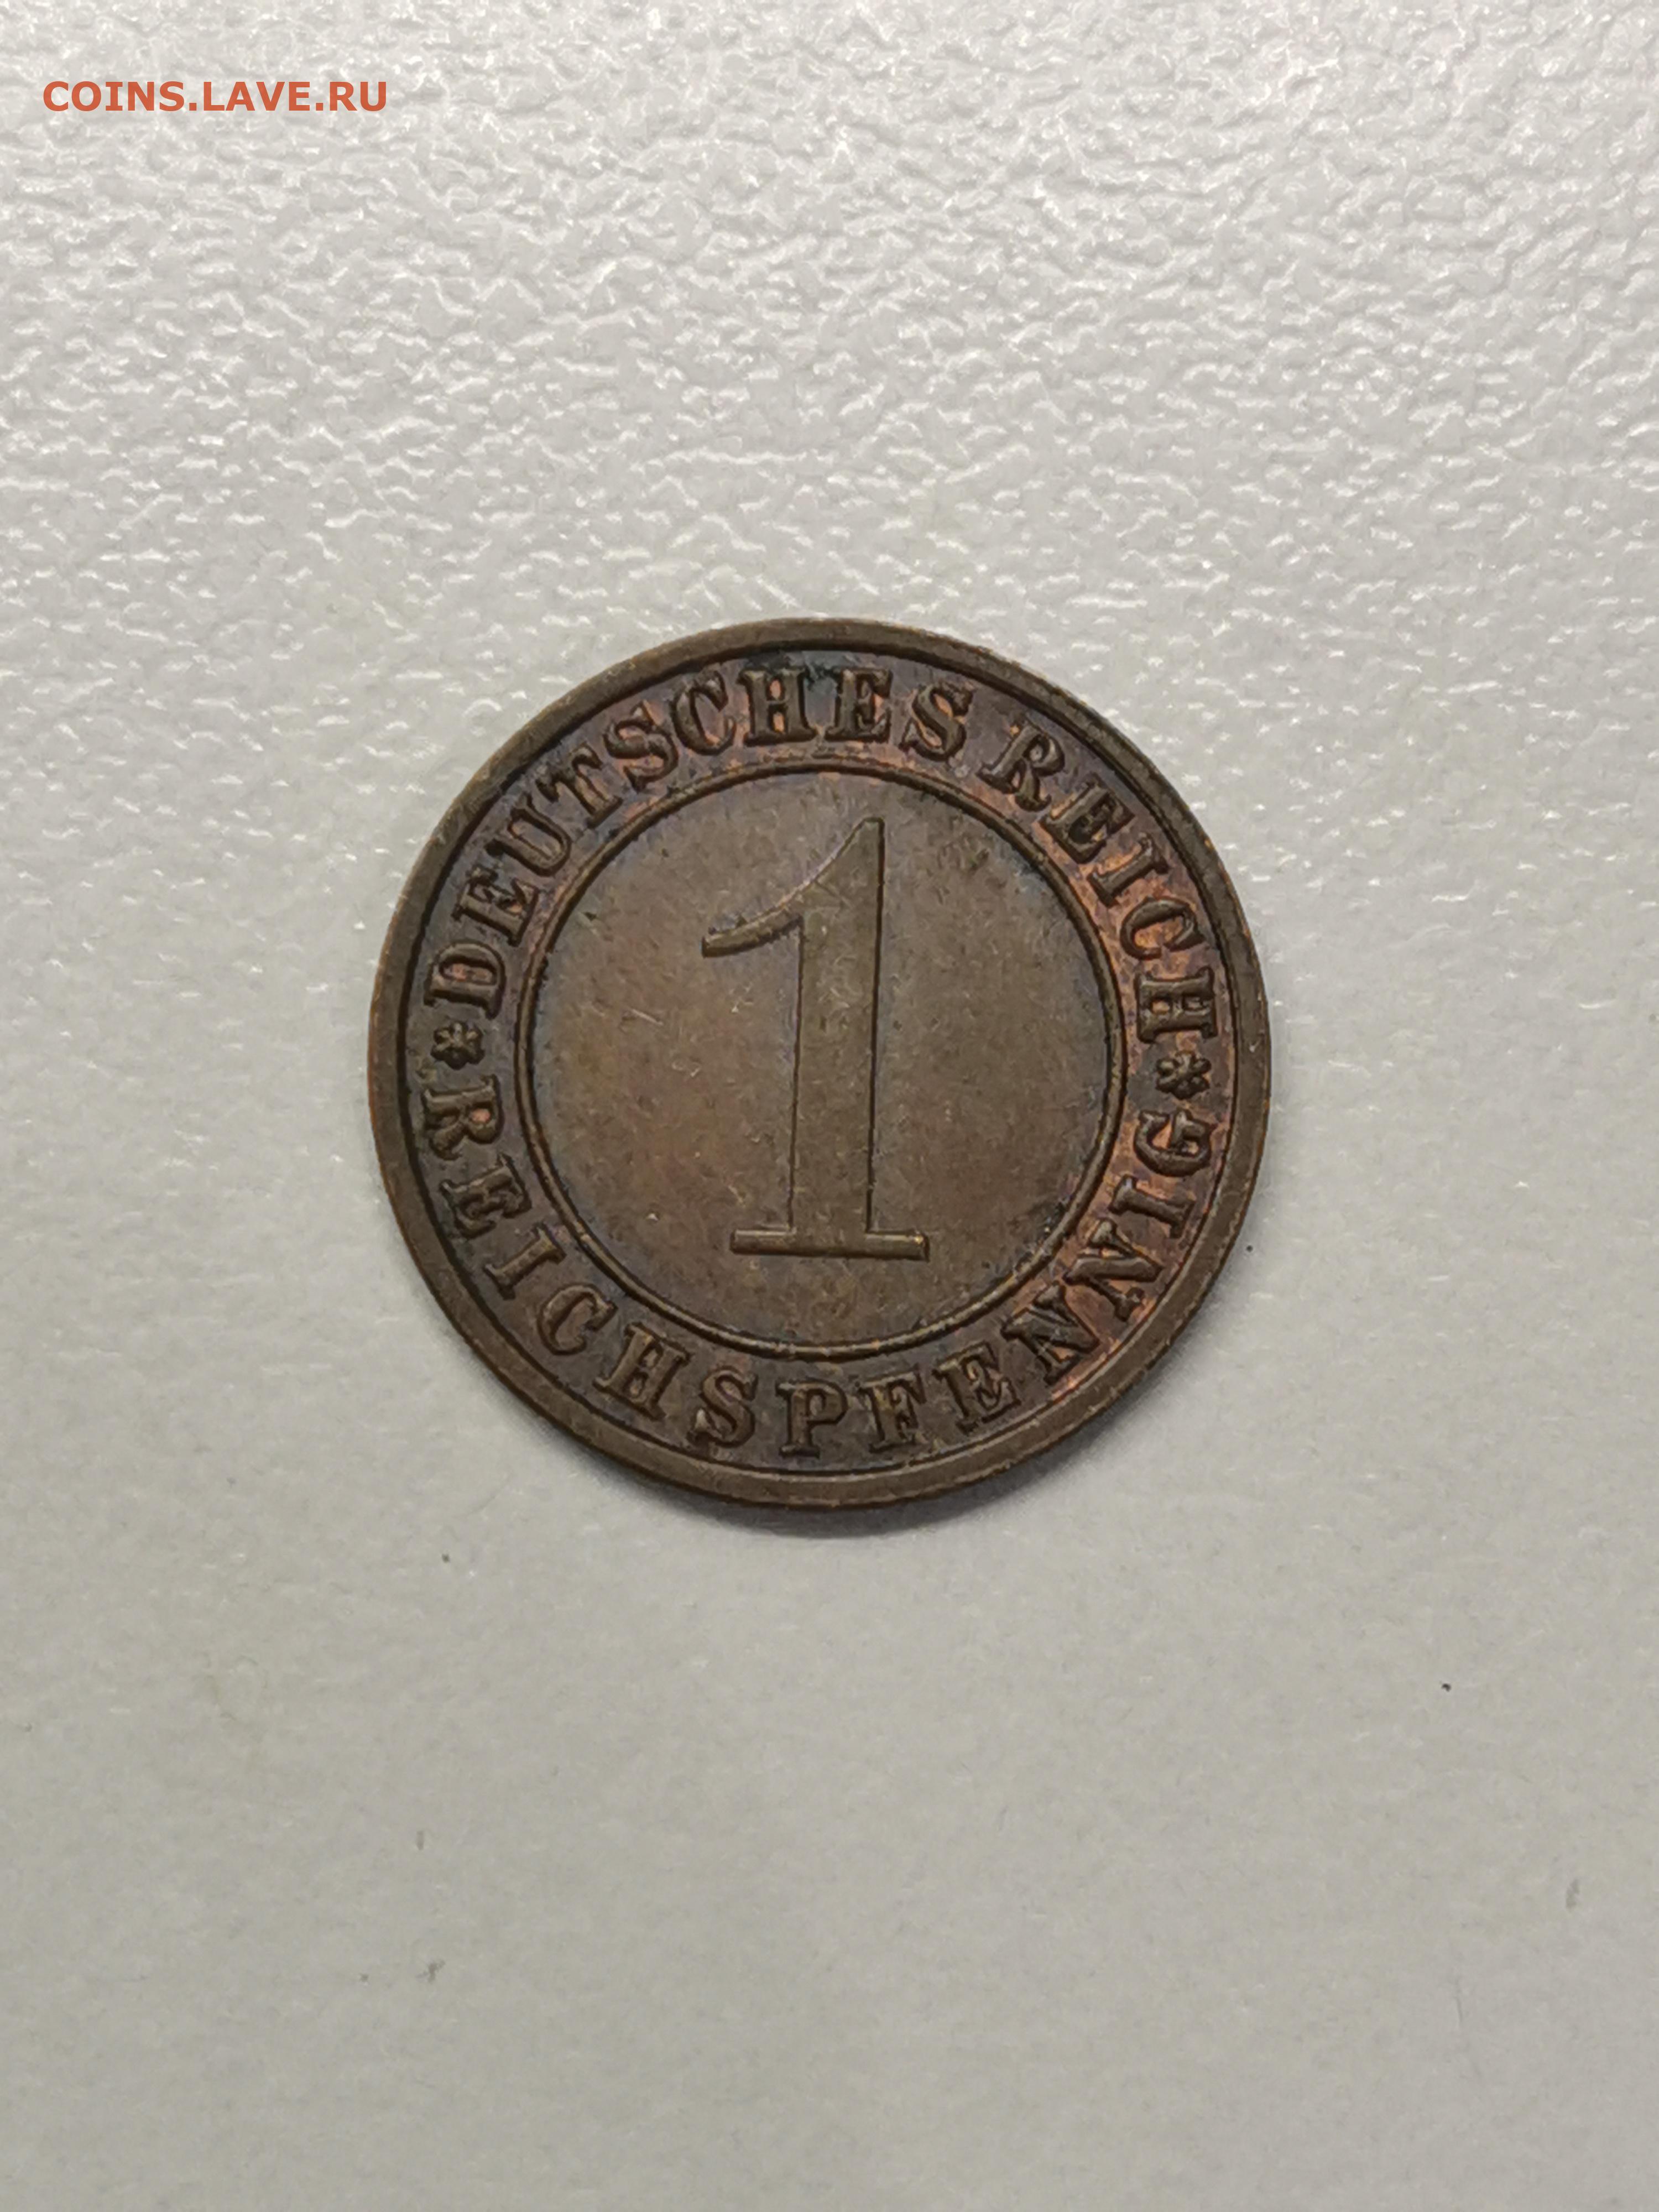 COINS.LAVE.RU
* DEUTSCHES REICH *
1
REICHSPFENNIG